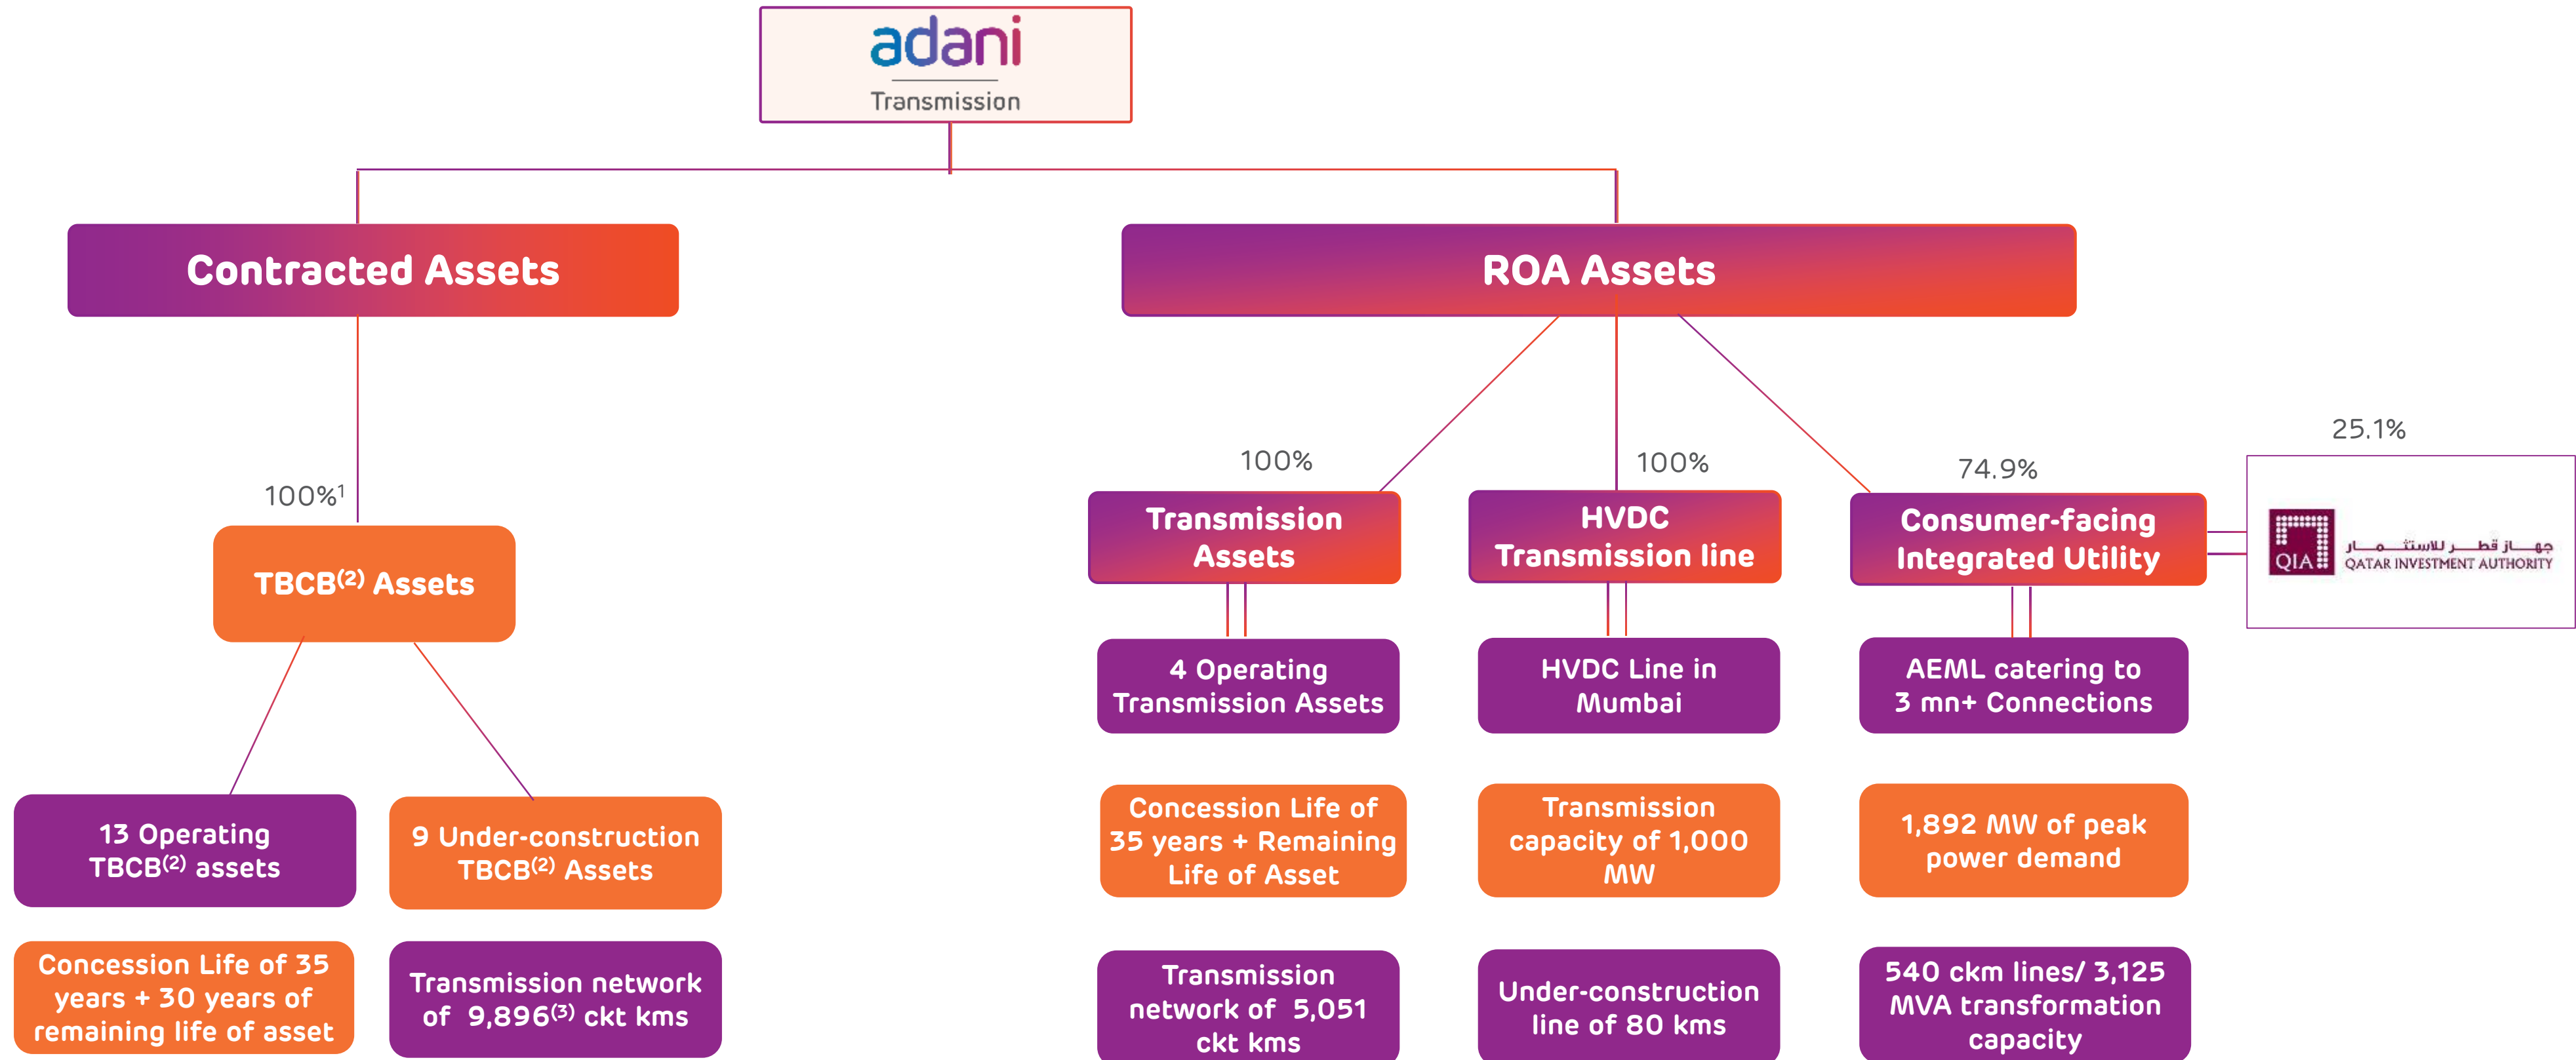 adani
Transmission
Contracted Assets
ROA Assets
100%¹
TBCB⁽²⁾ Assets
13 Operating
TBCB⁽²⁾ assets
9 Under-construction
TBCB⁽²⁾ Assets
Concession Life of 35
years + 30 years of
remaining life of asset
Transmission network
of 9,896⁽³⁾ ckt kms
100%
Transmission
Assets
4 Operating
Transmission Assets
Concession Life of
35 years + Remaining
Life of Asset
Transmission
network of 5,051
ckt kms
100%
HVDC
Transmission line
HVDC Line in
Mumbai
Transmission
capacity of 1,000
MW
Under-construction
line of 80 kms
74.9%
Consumer-facing
Integrated Utility
AEML catering to
3 mn+ Connections
1,892 MW of peak
power demand
540 ckm lines/ 3,125
MVA transformation
capacity
25.1%
QIA
جهاز قطر للاستثمار
QATAR INVESTMENT AUTHORITY